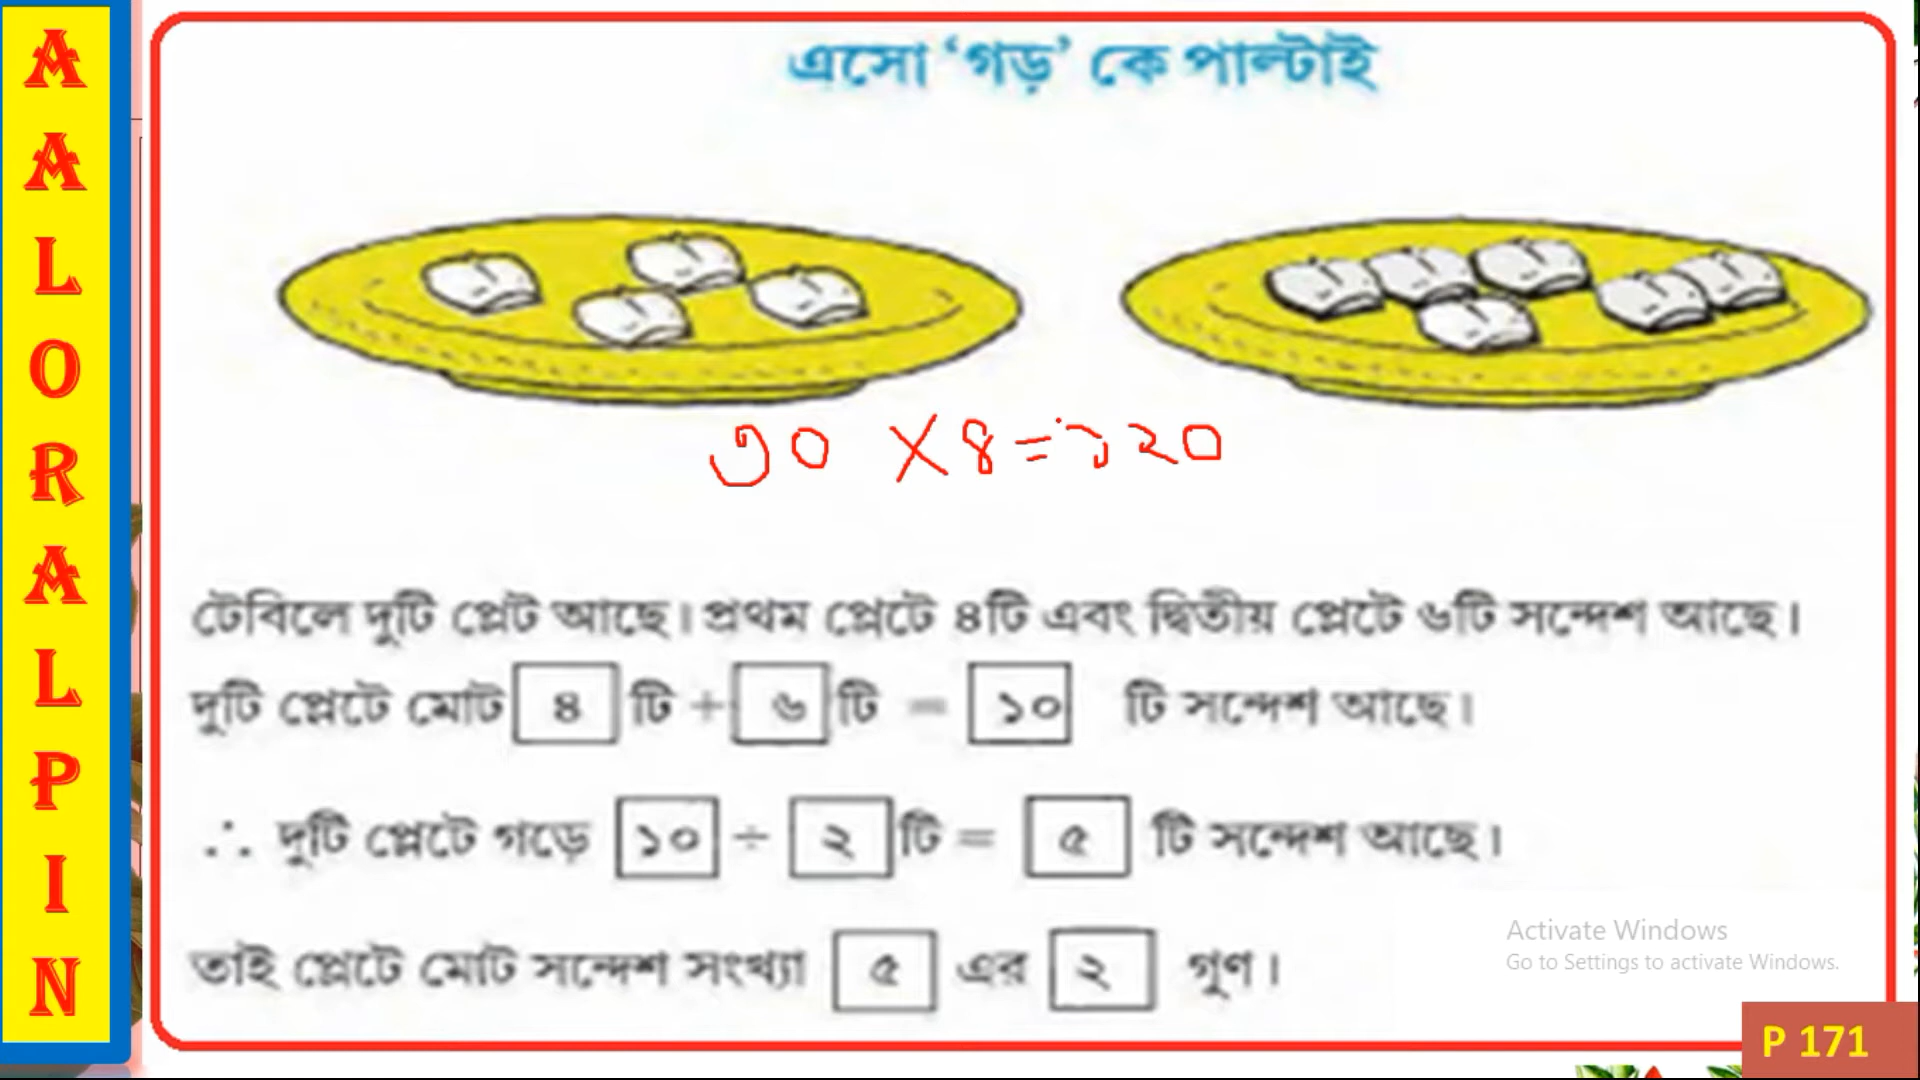 AALORALPIN
এসো ‘গড়’ কে পাল্টাই
৩০ X ৪ = ১২০
টেবিলে দুটি প্লেট আছে। প্রথম প্লেটে ৪টি এবং দ্বিতীয় প্লেটে ৬টি সন্দেশ আছে।
দুটি প্লেটে মোট ৪ টি + ৬ টি = ১০ টি সন্দেশ আছে।
∴ দুটি প্লেটে গড়ে ১০ ÷ ২ টি = ৫ টি সন্দেশ আছে।
তাই প্লেটে মোট সন্দেশ সংখ্যা ৫ এর ২ গুণ।
Activate Windows
Go to Settings to activate Windows.
P 171